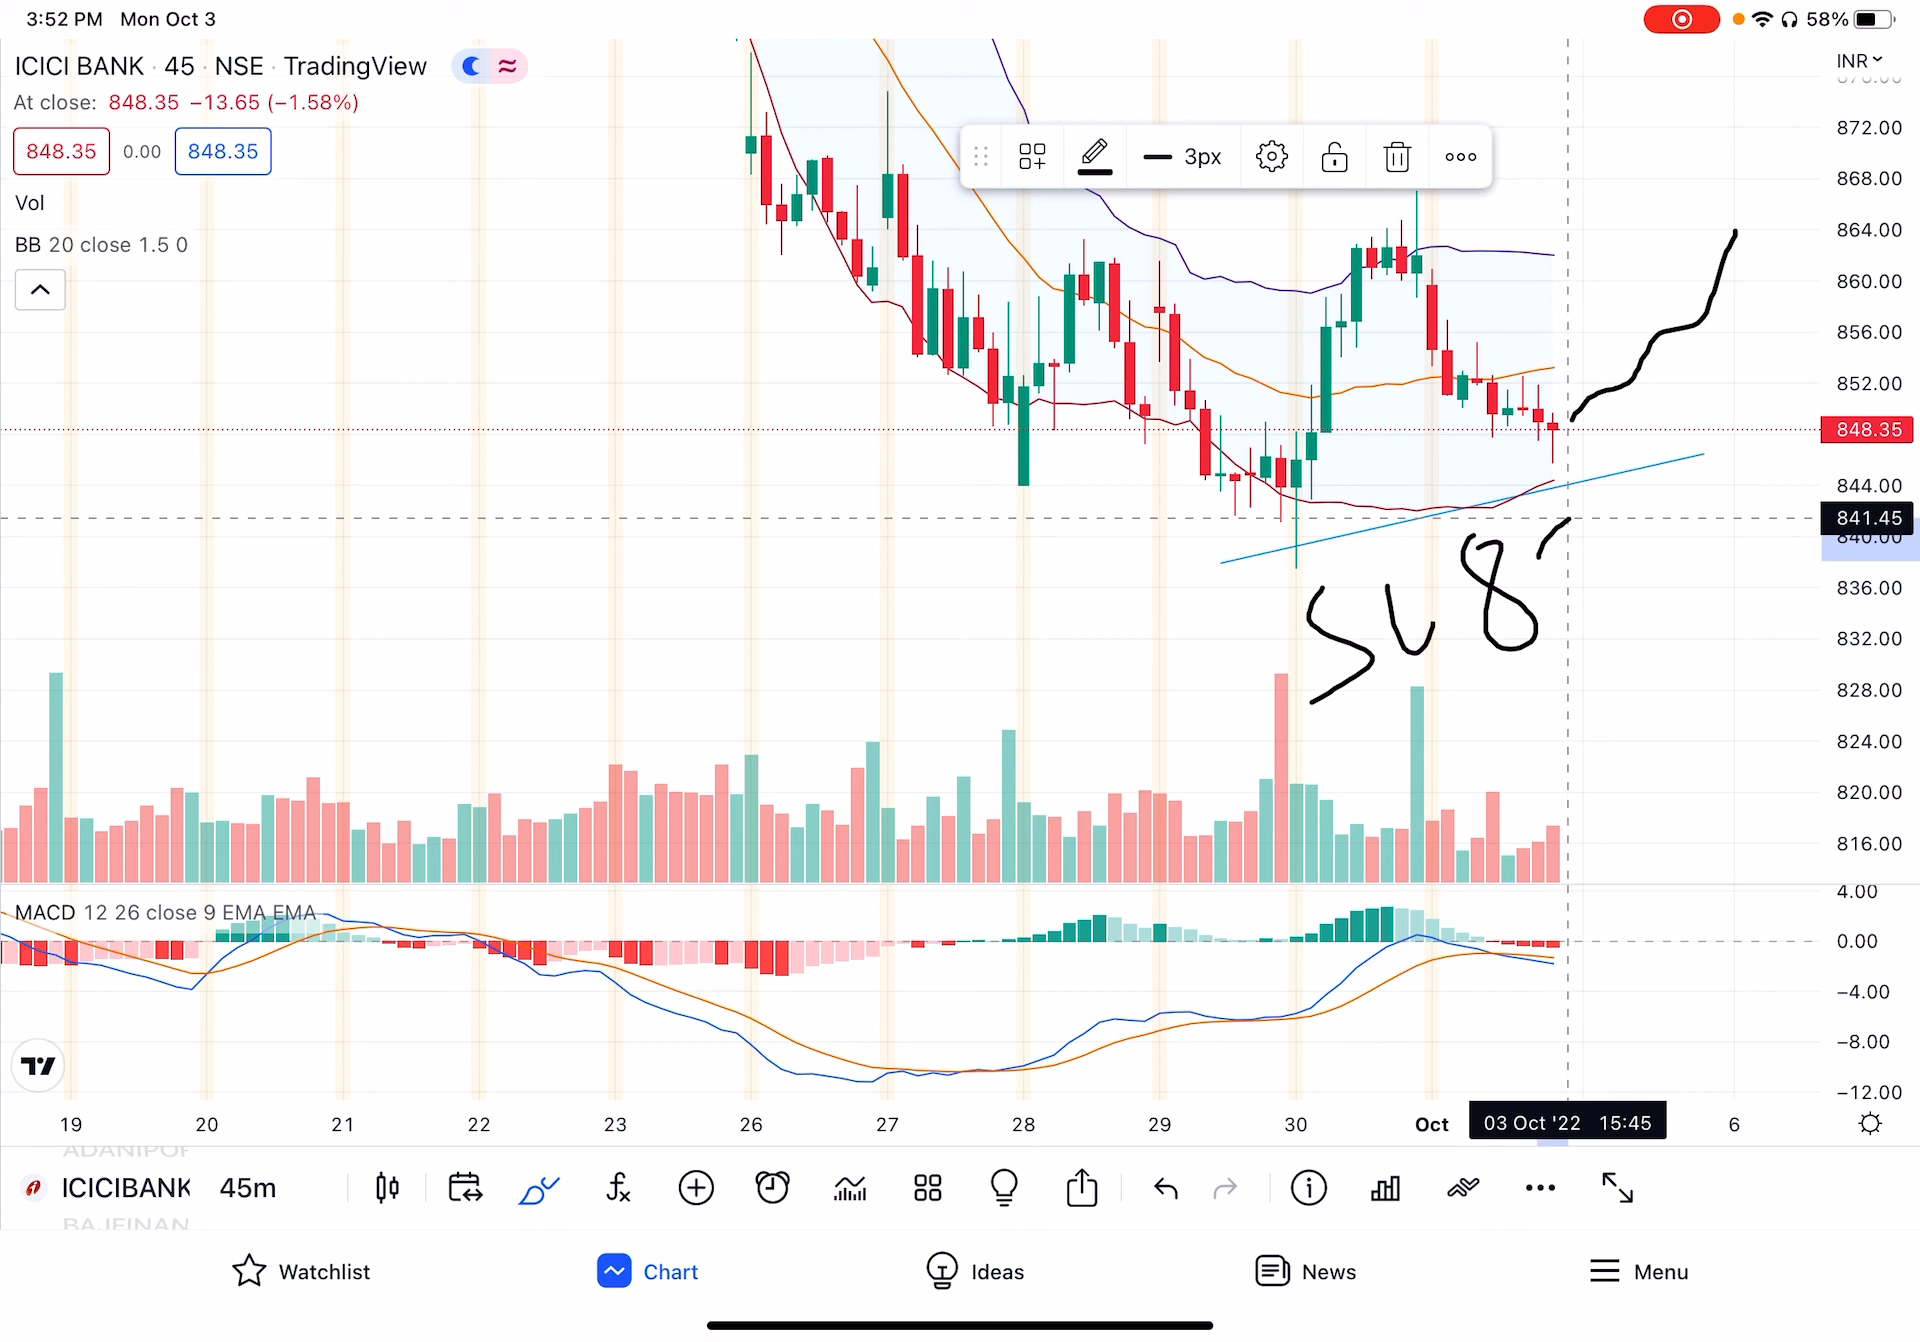 3:52 PM Mon Oct 3
58%
ICICI BANK · 45 · NSE · TradingView
INR
At close: 848.35 −13.65 (−1.58%)
848.35 0.00 848.35
Vol
BB 20 close 1.5 0
3px
872.00
868.00
864.00
860.00
856.00
852.00
848.35
844.00
841.45
840.00
836.00
832.00
828.00
824.00
820.00
816.00
SL 8
MACD 12 26 close 9 EMA EMA
4.00
0.00
−4.00
−8.00
−12.00
19 20 21 22 23 26 27 28 29 30 Oct 03 Oct '22 15:45 6
ADANIPOR
ICICIBANK 45m
BAJFINAN
Watchlist Chart Ideas News Menu